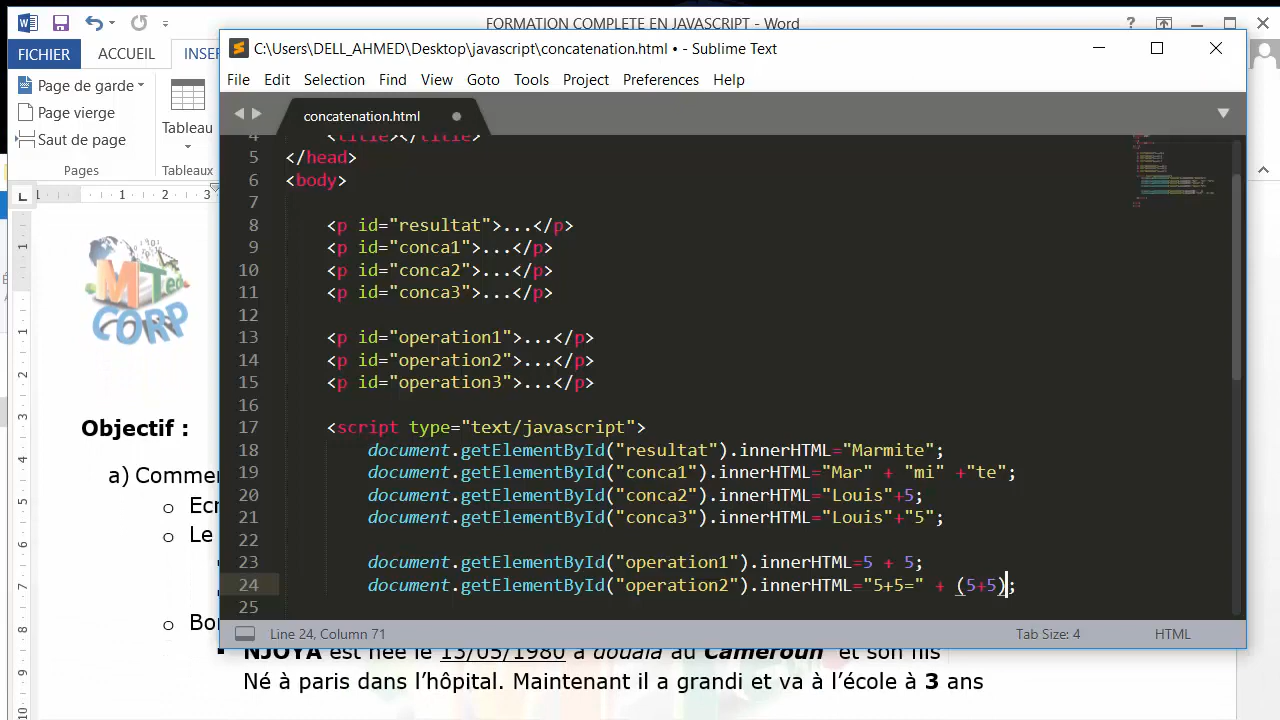 FORMATION COMPLETE EN JAVASCRIPT - Word
FICHIER ACCUEIL INSER
Page de garde
Page vierge
Saut de page
Pages
Tableau
Tableaux
C:\Users\DELL_AHMED\Desktop\javascript\concatenation.html • - Sublime Text
File Edit Selection Find View Goto Tools Project Preferences Help
concatenation.html
4 <title></title>
5 </head>
6 <body>
7
8 <p id="resultat">...</p>
9 <p id="conca1">...</p>
10 <p id="conca2">...</p>
11 <p id="conca3">...</p>
12
13 <p id="operation1">...</p>
14 <p id="operation2">...</p>
15 <p id="operation3">...</p>
16
17 <script type="text/javascript">
18 document.getElementById("resultat").innerHTML="Marmite";
19 document.getElementById("conca1").innerHTML="Mar" + "mi" +"te";
20 document.getElementById("conca2").innerHTML="Louis"+5;
21 document.getElementById("conca3").innerHTML="Louis"+"5";
22
23 document.getElementById("operation1").innerHTML=5 + 5;
24 document.getElementById("operation2").innerHTML="5+5=" + (5+5);
25
Line 24, Column 71 Tab Size: 4 HTML
MTec
CORP
Objectif :
a) Commer
o Ecr
o Le
o Bor
NJOYA est née le 13/05/1980 à douala au Cameroun et son fils
Né à paris dans l'hôpital. Maintenant il a grandi et va à l'école à 3 ans